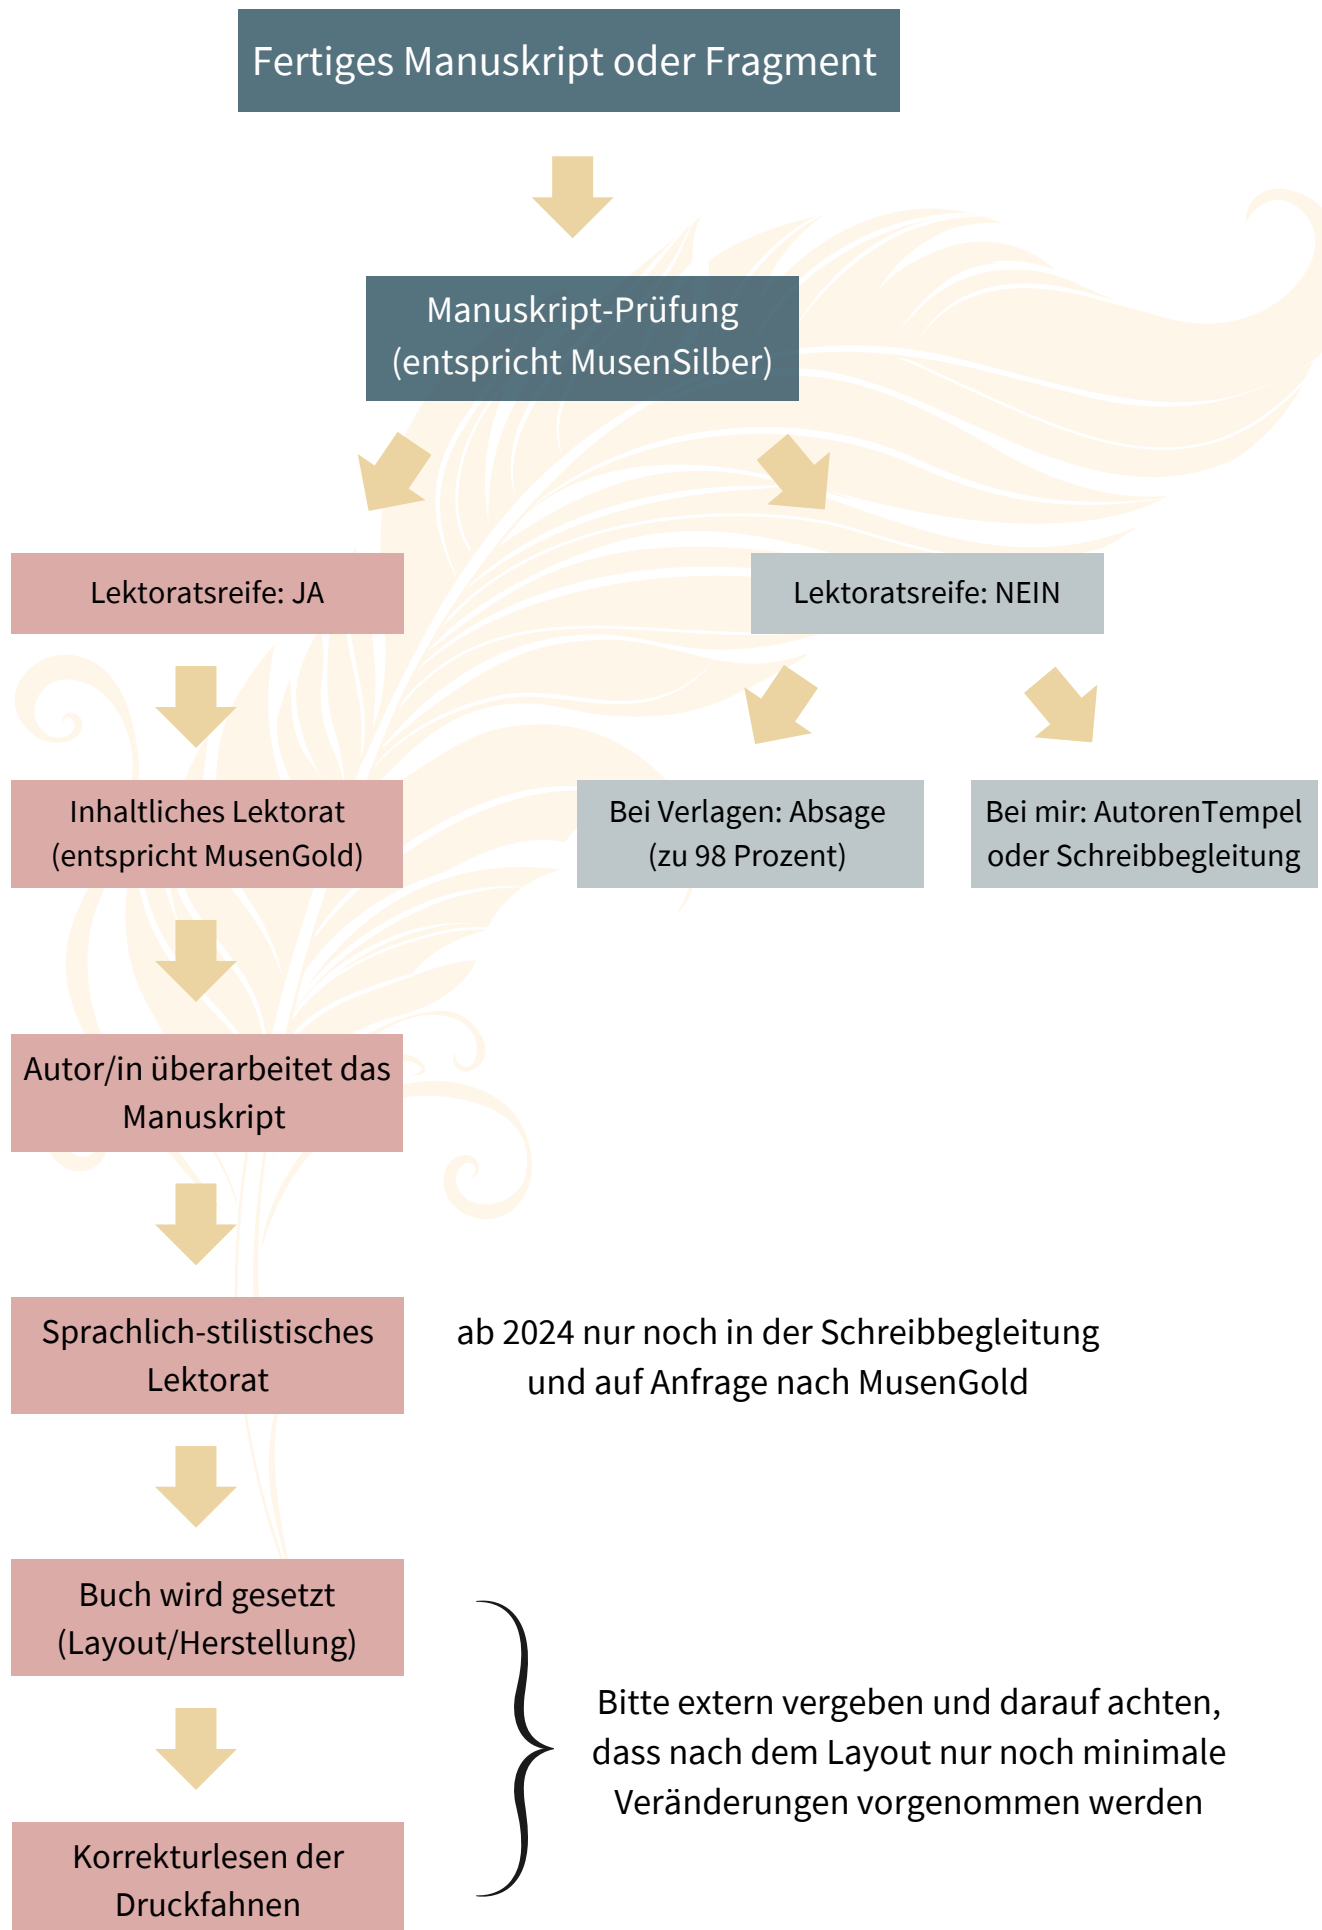 Fertiges Manuskript oder Fragment
Manuskript-Prüfung
(entspricht MusenSilber)
Lektoratsreife: JA
Lektoratsreife: NEIN
Inhaltliches Lektorat
(entspricht MusenGold)
Bei Verlagen: Absage
(zu 98 Prozent)
Bei mir: AutorenTempel
oder Schreibbegleitung
Autor/in überarbeitet das
Manuskript
Sprachlich-stilistisches
Lektorat
ab 2024 nur noch in der Schreibbegleitung
und auf Anfrage nach MusenGold
Buch wird gesetzt
(Layout/Herstellung)
Bitte extern vergeben und darauf achten,
dass nach dem Layout nur noch minimale
Veränderungen vorgenommen werden
Korrekturlesen der
Druckfahnen